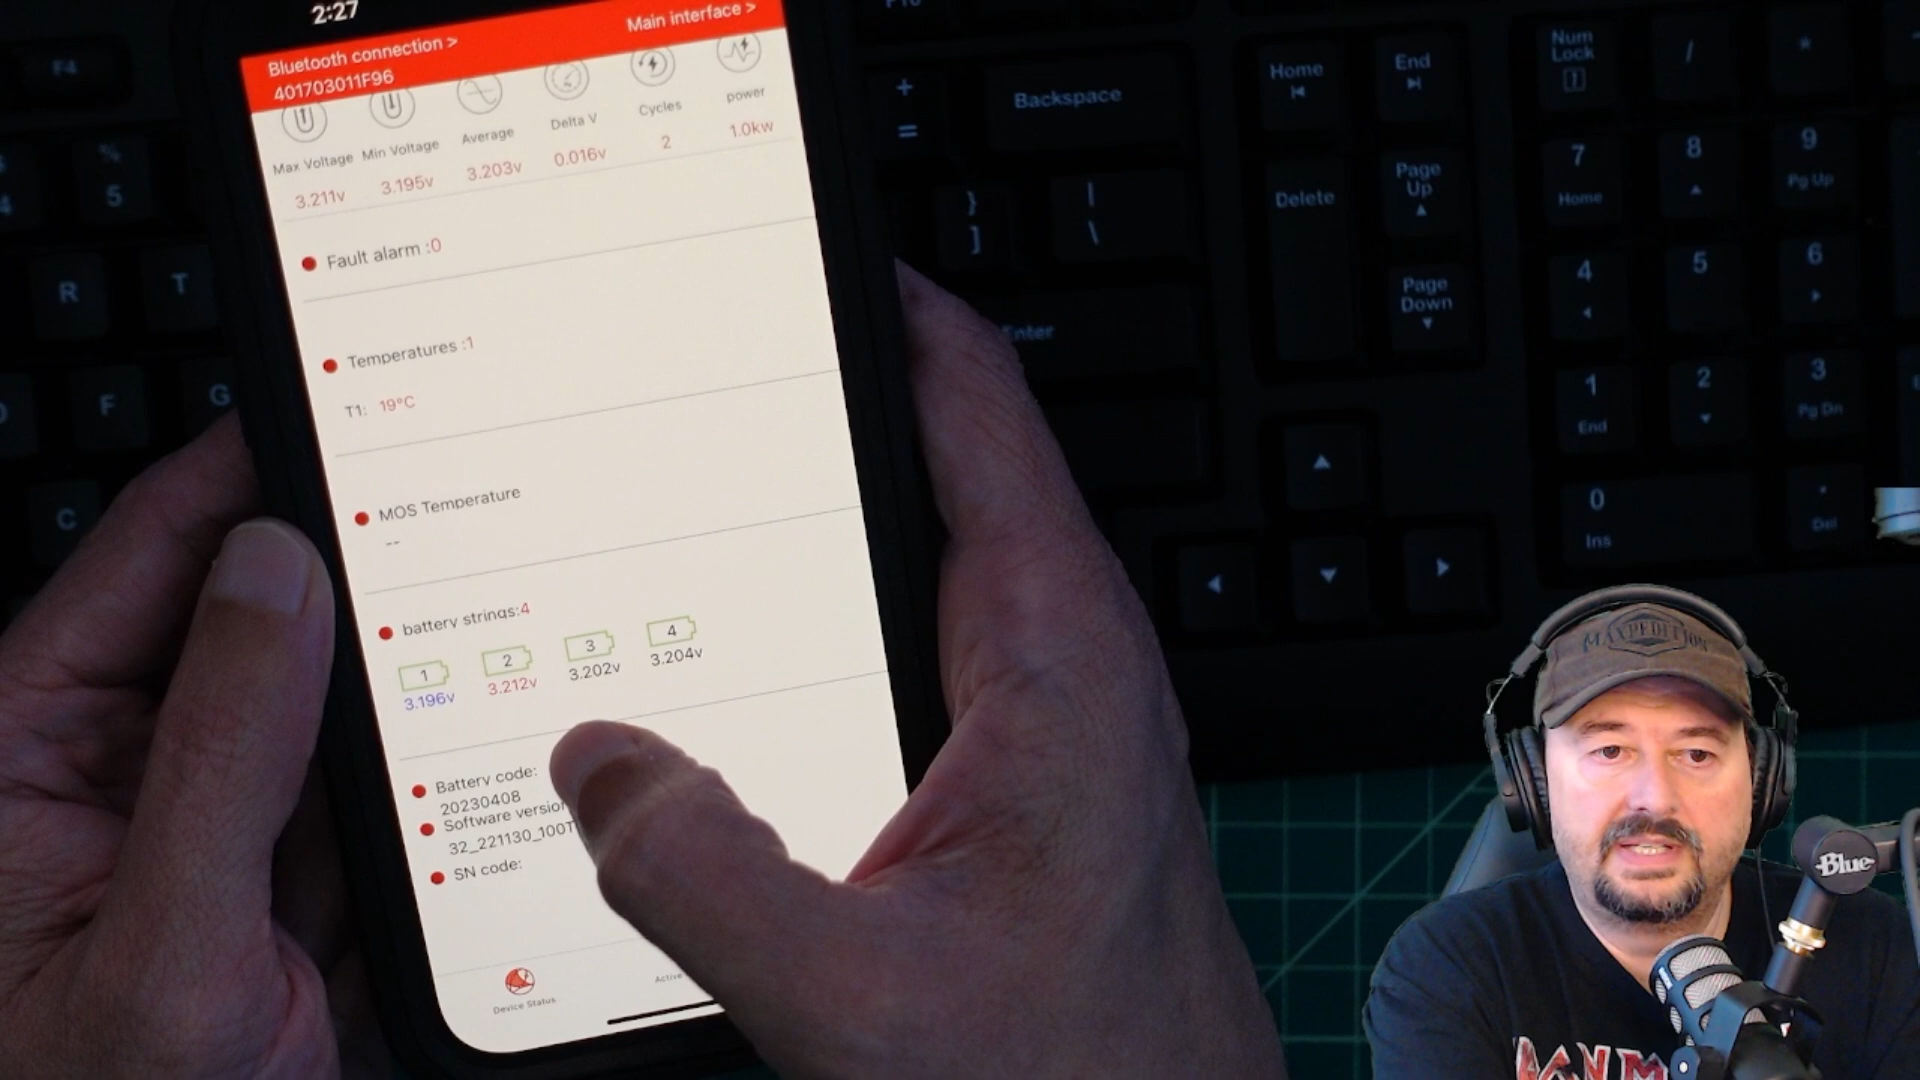 2:27
Bluetooth connection >
Main interface >
401703011F96
Max Voltage
Min Voltage
Average
Delta V
Cycles
power
3.211v
3.195v
3.203v
0.016v
2
1.0kw
Fault alarm :0
Temperatures :1
T1: 19°C
MOS Temperature
--
battery strings:4
1
2
3
4
3.196v
3.212v
3.202v
3.204v
Battery code:
20230408
Software version
32_221130_100T
SN code:
Device Status
Active
F4
%
5
4
R
T
F
G
C
+
=
Backspace
}
]
|
\
Enter
Home
End
Delete
Page Up
Page Down
Num Lock
/
*
7
Home
8
9
Pg Up
4
5
6
1
End
2
3
Pg Dn
0
Ins
.
Del
MAXPEDITION
Blue